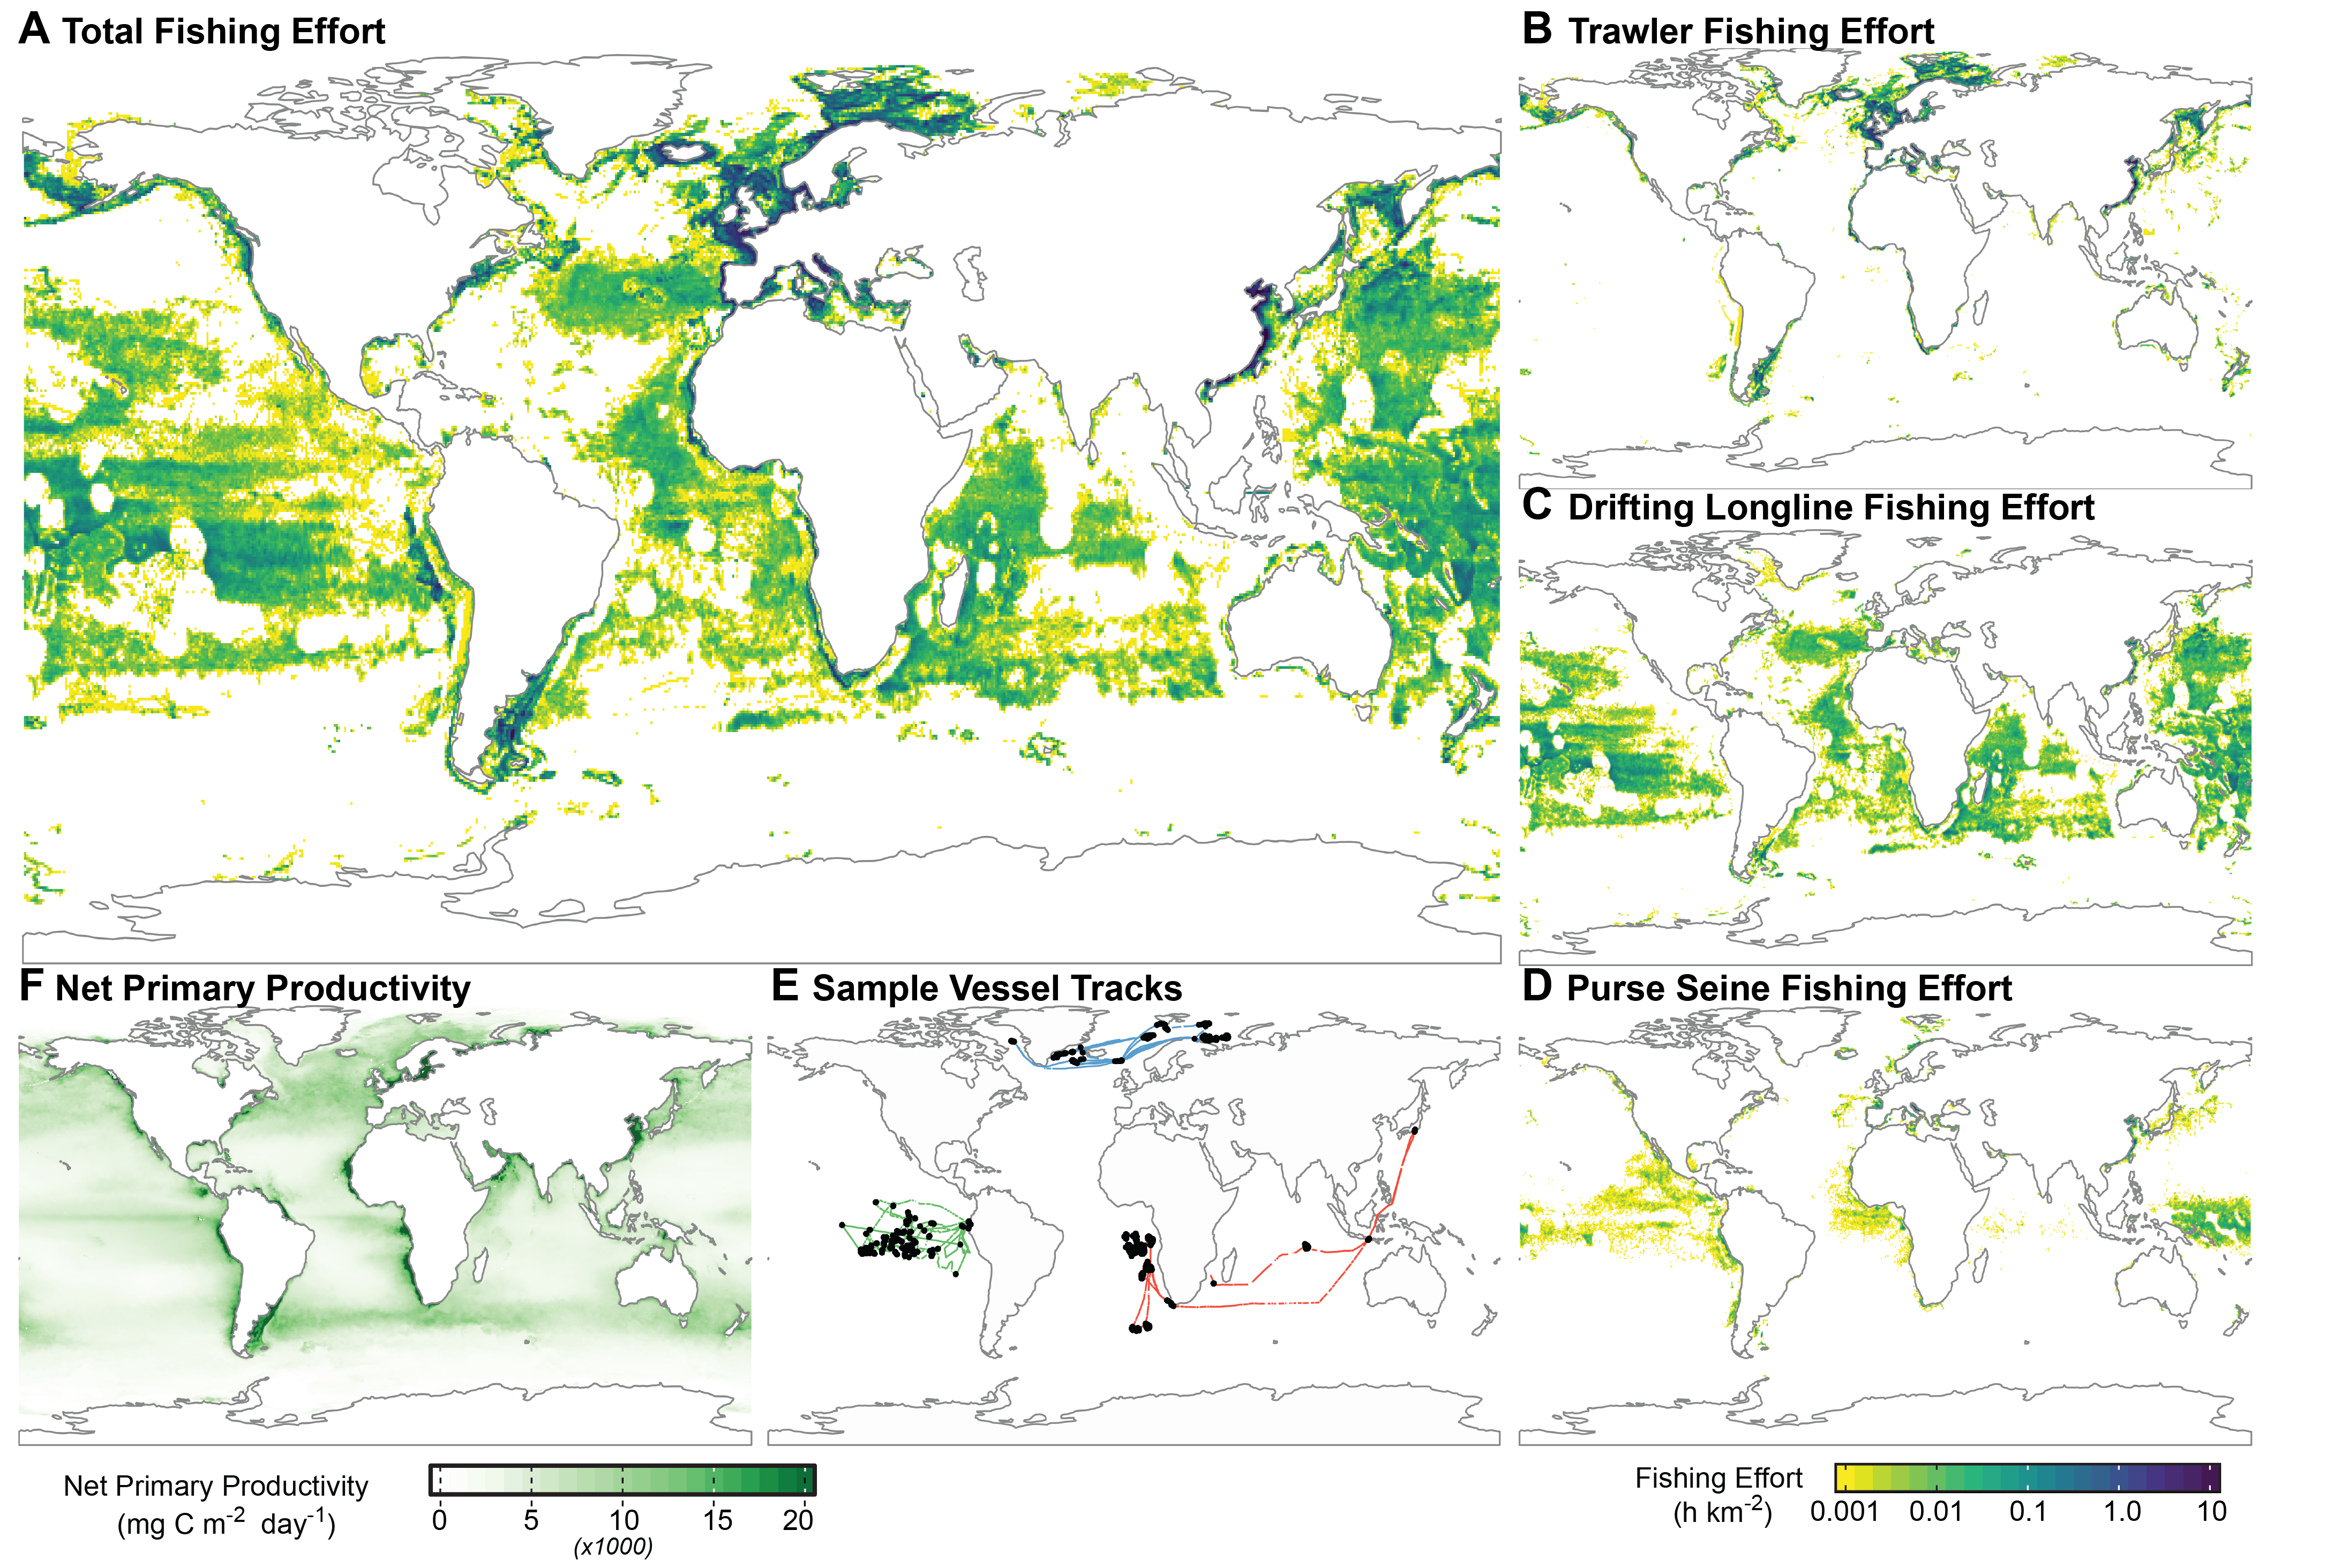 A Total Fishing Effort
B Trawler Fishing Effort
C Drifting Longline Fishing Effort
F Net Primary Productivity
E Sample Vessel Tracks
D Purse Seine Fishing Effort
Net Primary Productivity
(mg C m-2 day-1)
0 5 10 15 20
(x1000)
Fishing Effort
(h km-2)
0.001 0.01 0.1 1.0 10